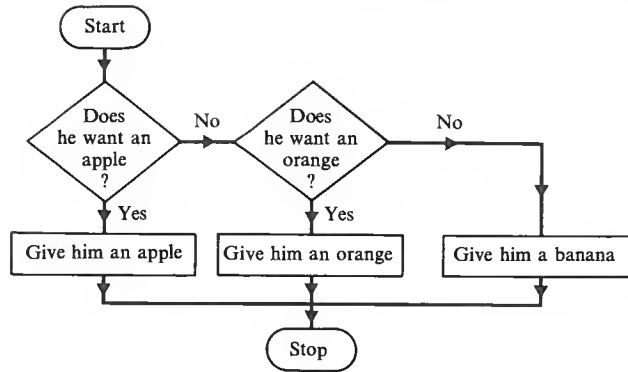 Start
Does
he want an
apple
?
No
Does
he want an
orange
?
No
Yes
Yes
Give him an apple
Give him an orange
Give him a banana
Stop